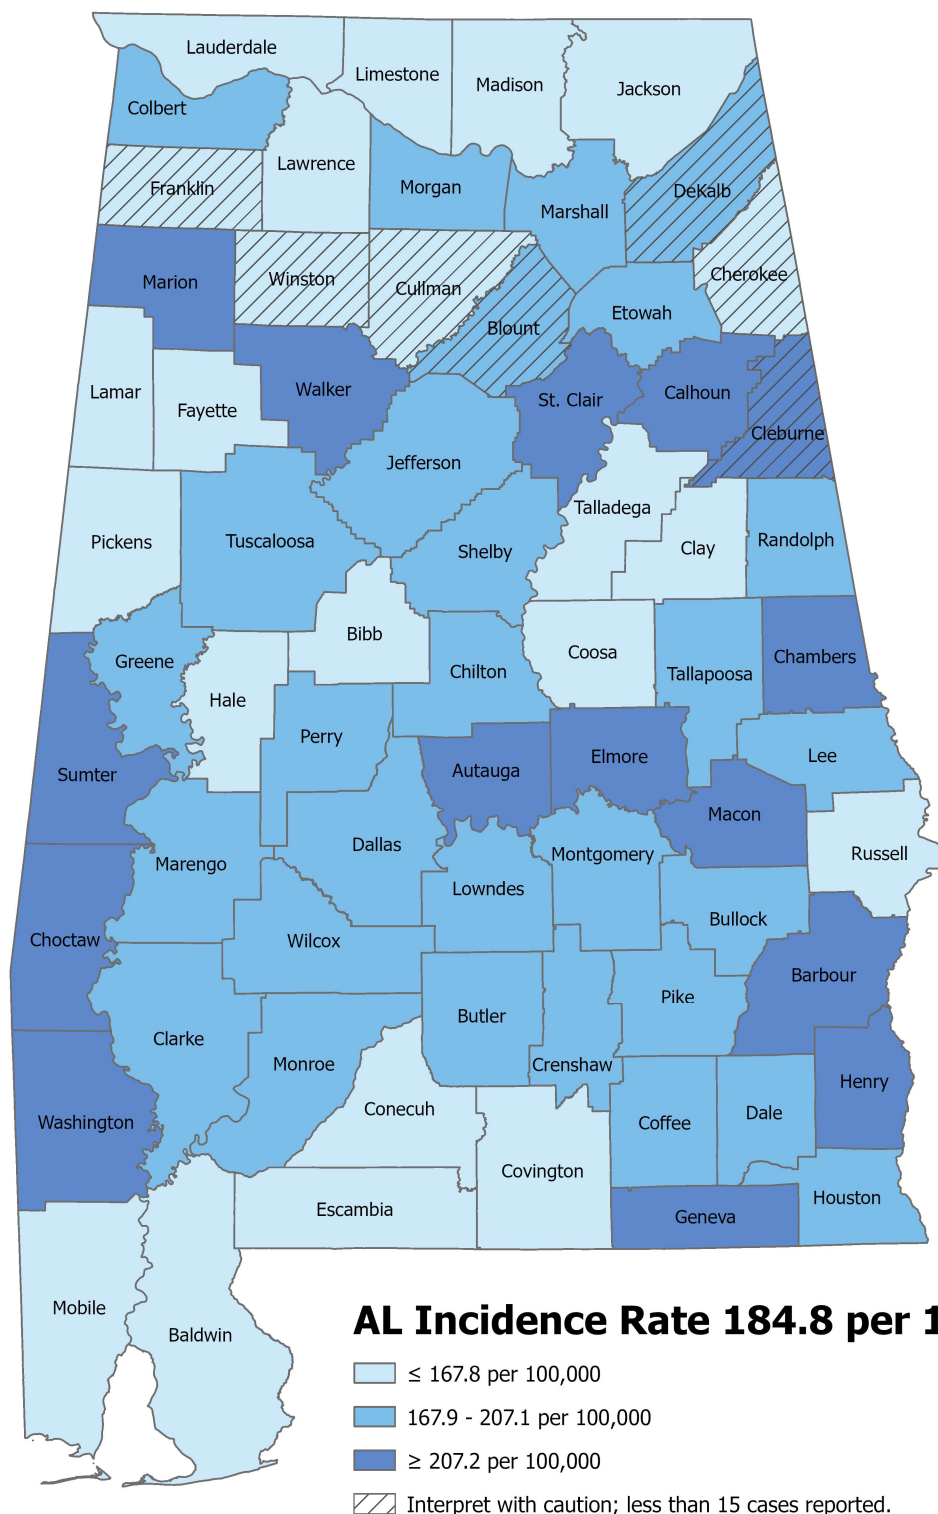 Lauderdale
Limestone
Madison
Jackson
Colbert
Lawrence
Franklin
Morgan
Marshall
DeKalb
Marion
Winston
Cullman
Cherokee
Blount
Etowah
Lamar
Fayette
Walker
St. Clair
Calhoun
Cleburne
Jefferson
Talladega
Pickens
Tuscaloosa
Shelby
Clay
Randolph
Greene
Bibb
Hale
Chilton
Coosa
Tallapoosa
Chambers
Perry
Sumter
Autauga
Elmore
Lee
Macon
Marengo
Dallas
Montgomery
Russell
Lowndes
Choctaw
Wilcox
Bullock
Barbour
Clarke
Butler
Pike
Monroe
Crenshaw
Henry
Washington
Conecuh
Coffee
Dale
Covington
Escambia
Geneva
Houston
Mobile
Baldwin
AL Incidence Rate 184.8 per 1
≤ 167.8 per 100,000
167.9 - 207.1 per 100,000
≥ 207.2 per 100,000
Interpret with caution; less than 15 cases reported.